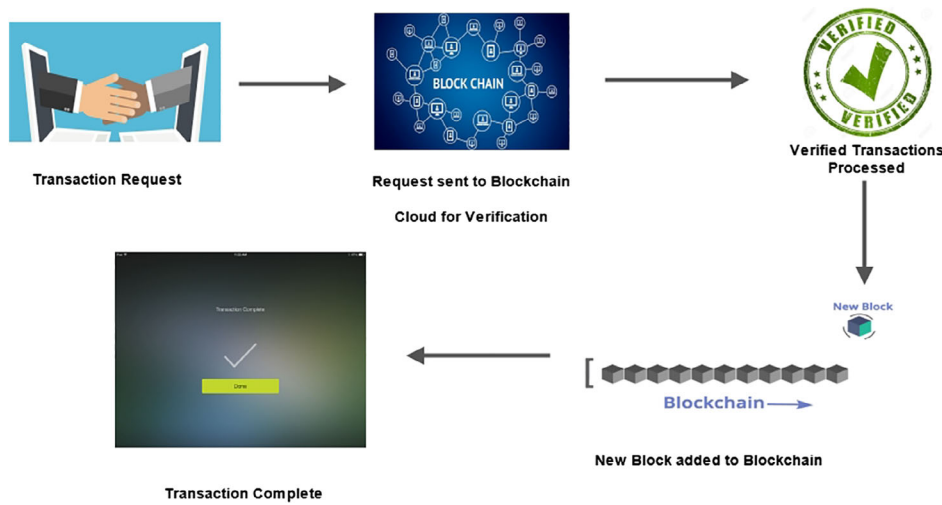 BLOCK CHAIN
VERIFIED
VERIFIED
Transaction Request
Request sent to Blockchain
Cloud for Verification
Verified Transactions
Processed
Transaction Complete
Done
New Block
Blockchain
New Block added to Blockchain
Transaction Complete